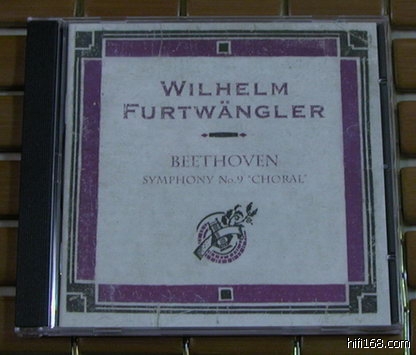 WILHELM
FURTWÄNGLER
BEETHOVEN
SYMPHONY No.9 "CHORAL"
hifi168.com